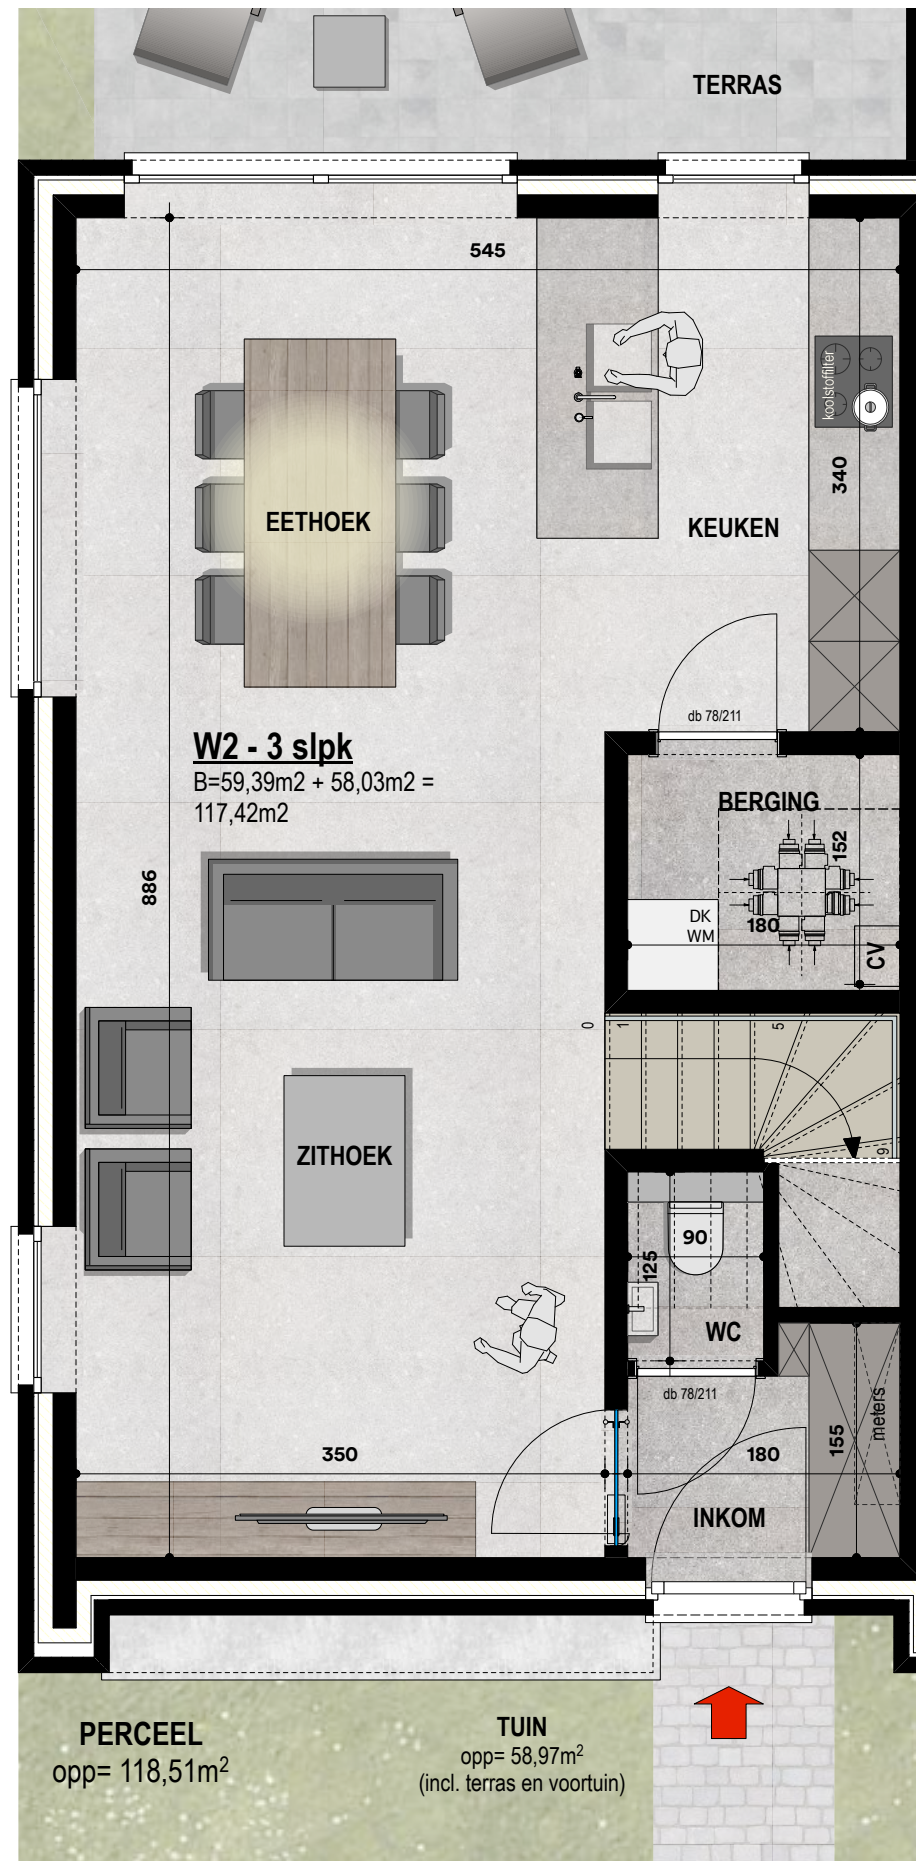 TERRAS
545
koolstoffilter
340
EETHOEK
KEUKEN
db 78/211
W2 - 3 slpk
B=59,39m2 + 58,03m2 =
117,42m2
BERGING
152
886
180
DK
WM
CV
0
1
5
9
ZITHOEK
90
125
WC
db 78/211
meters
155
350
180
INKOM
PERCEEL
opp= 118,51m²
TUIN
opp= 58,97m²
(incl. terras en voortuin)